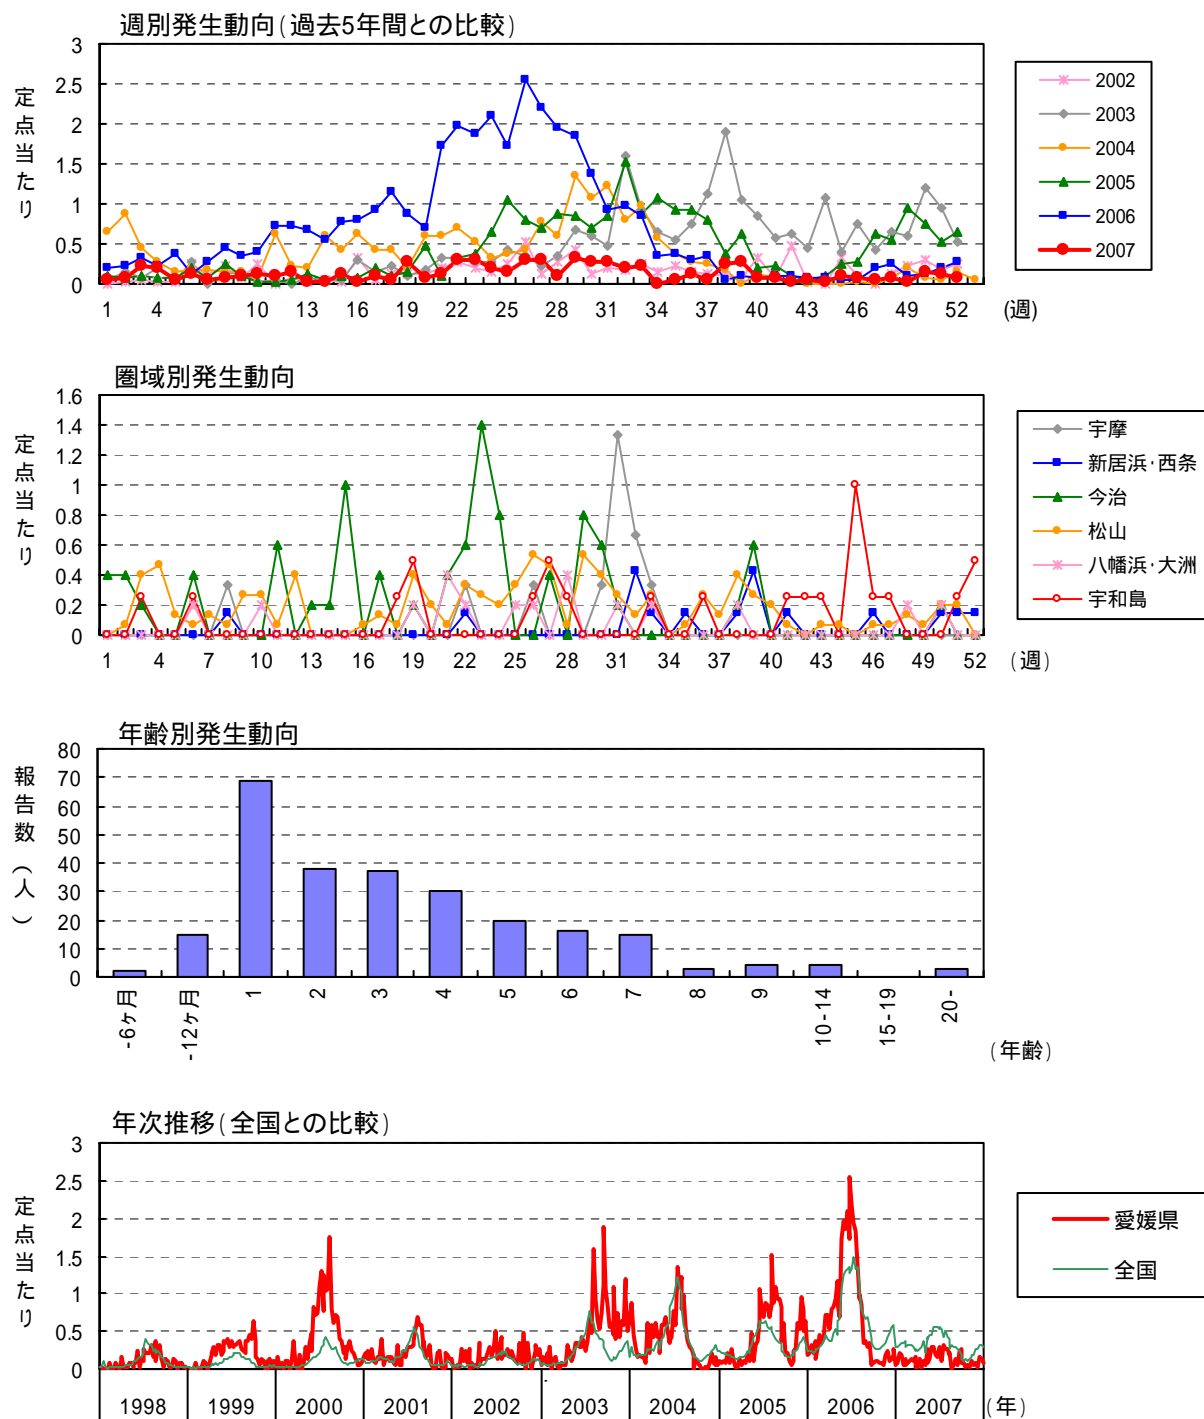 週別発生動向(過去5年間との比較)
定点当たり
3
2.5
2
1.5
1
0.5
0
1 4 7 10 13 16 19 22 25 28 31 34 37 40 43 46 49 52 (週)
2002
2003
2004
2005
2006
2007
圏域別発生動向
定点当たり
1.6
1.4
1.2
1
0.8
0.6
0.4
0.2
0
1 4 7 10 13 16 19 22 25 28 31 34 37 40 43 46 49 52 (週)
宇摩
新居浜・西条
今治
松山
八幡浜・大洲
宇和島
年齢別発生動向
報告数(人)
80
70
60
50
40
30
20
10
0
-6ヶ月 -12ヶ月 1 2 3 4 5 6 7 8 9 10-14 15-19 20-
(年齢)
年次推移(全国との比較)
定点当たり
3
2.5
2
1.5
1
0.5
0
1998 1999 2000 2001 2002 2003 2004 2005 2006 2007 (年)
愛媛県
全国